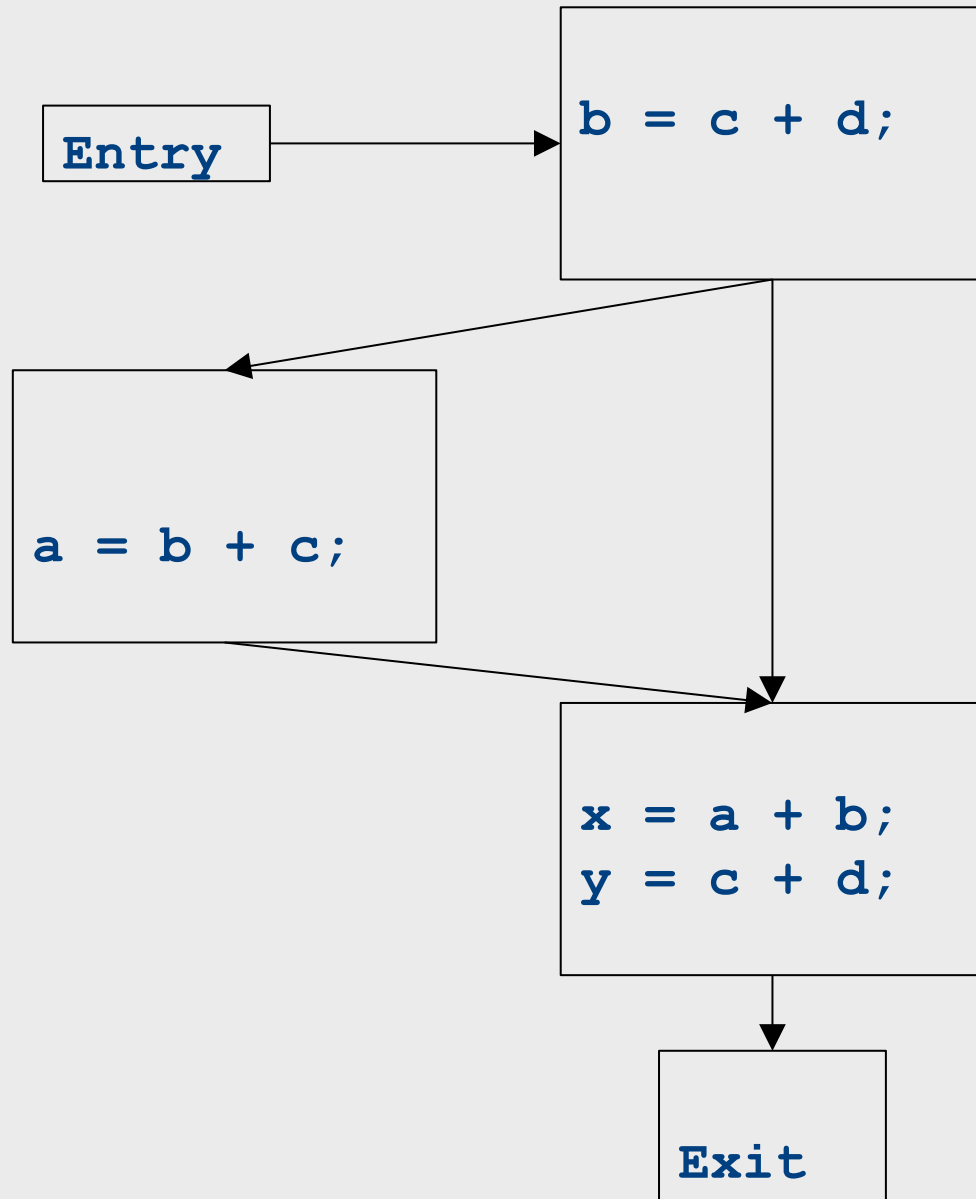 Entry
b = c + d;
a = b + c;
x = a + b;
y = c + d;
Exit